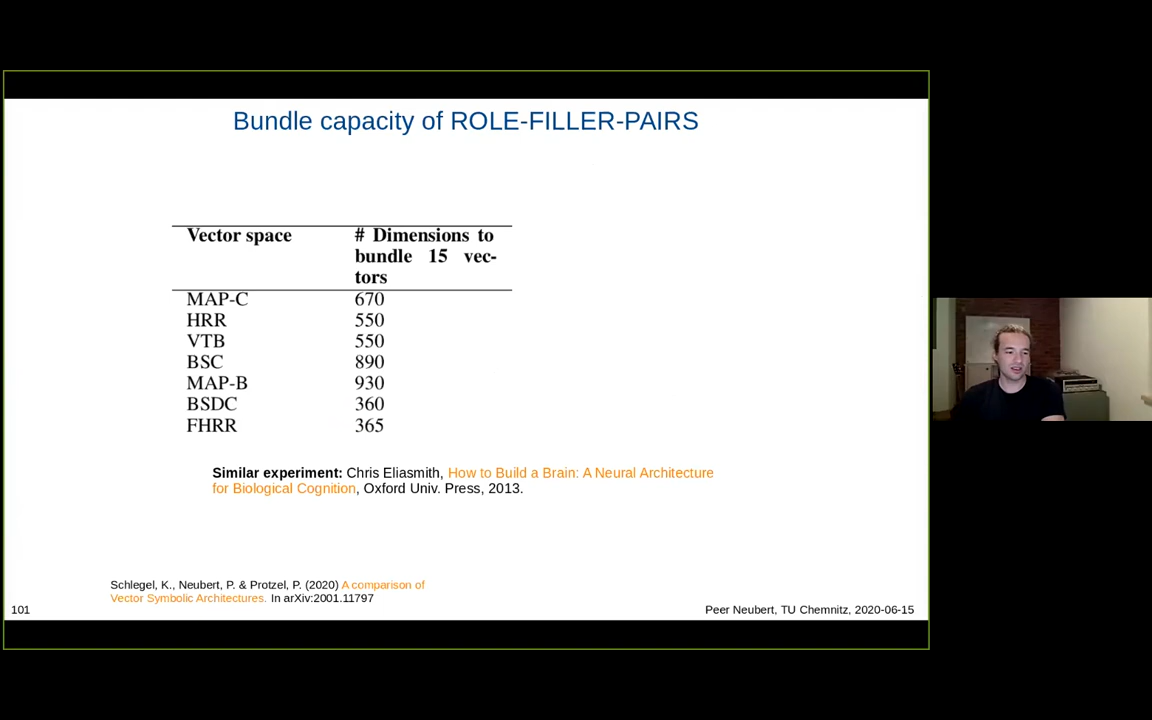 Bundle capacity of ROLE-FILLER-PAIRS
Vector space # Dimensions to
bundle 15 vec-
tors
MAP-C 670
HRR 550
VTB 550
BSC 890
MAP-B 930
BSDC 360
FHRR 365
Similar experiment: Chris Eliasmith, How to Build a Brain: A Neural Architecture
for Biological Cognition, Oxford Univ. Press, 2013.
Schlegel, K., Neubert, P. & Protzel, P. (2020) A comparison of
Vector Symbolic Architectures. In arXiv:2001.11797
101 Peer Neubert, TU Chemnitz, 2020-06-15